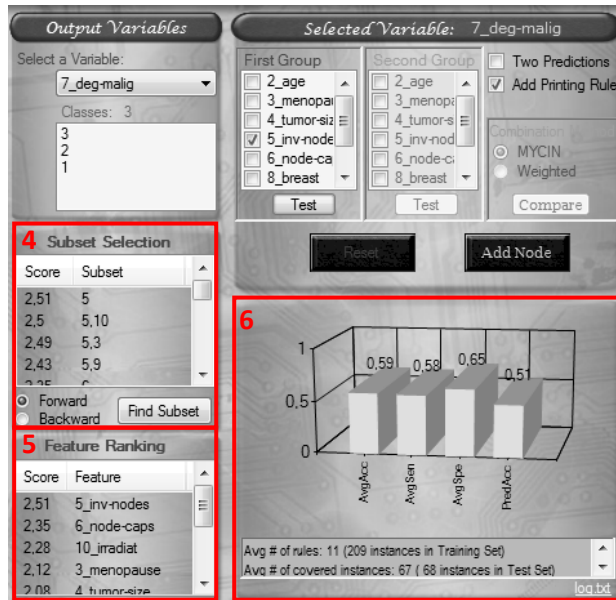 Output Variables
Select a Variable:
7_deg-malig
Classes: 3
3
2
1
Selected Variable: 7_deg-malig
First Group
2_age
3_menopau
4_tumor-siz
5_inv-node
6_node-ca
8_breast
Test
Second Group
2_age
3_menopa
4_tumor-s
5_inv-nod
6_node-ca
8_breast
Test
Two Predictions
Add Printing Rule
Combination
MYCIN
Weighted
Compare
Reset
Add Node
4 Subset Selection
Score Subset
2,51 5
2,5 5,10
2,49 5,3
2,43 5,9
Forward
Backward
Find Subset
5 Feature Ranking
Score Feature
2,51 5_inv-nodes
2,35 6_node-caps
2,28 10_irradiat
2,12 3_menopause
2,08 4_tumor-size
6
1
0,5
0
0,59
0,58
0,65
0,51
AvgAcc
AvgSen
AvgSpe
PredAcc
Avg # of rules: 11 (209 instances in Training Set)
Avg # of covered instances: 67 ( 68 instances in Test Set)
log.txt